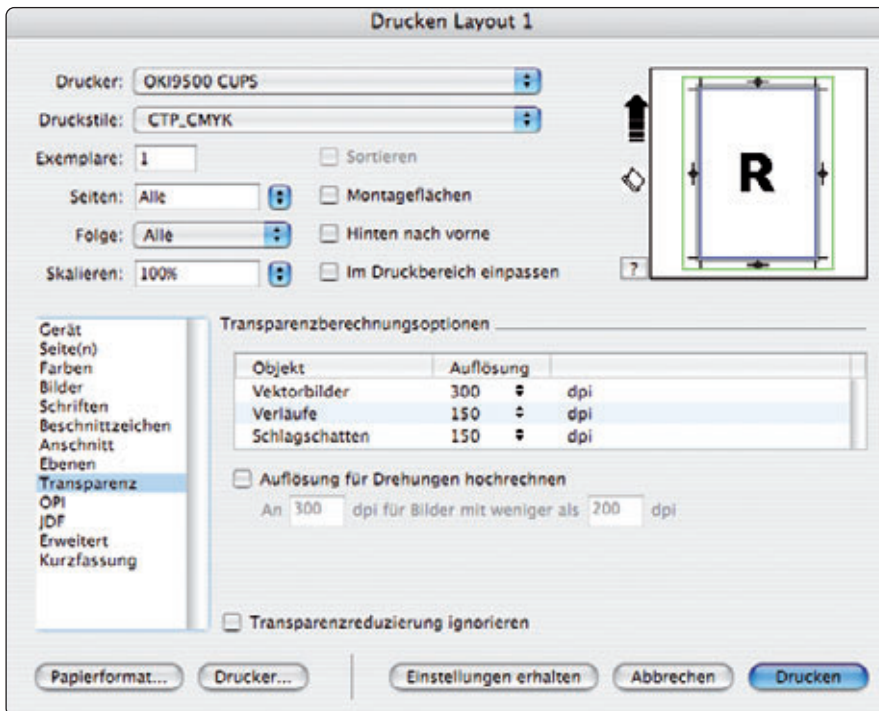 Drucken Layout 1
Drucker: OKI9500 CUPS
Druckstile: CTP_CMYK
Exemplare: 1 Sortieren
Seiten: Alle Montageflächen
Folge: Alle Hinten nach vorne
Skalieren: 100% Im Druckbereich einpassen
R
?
Gerät
Seite(n)
Farben
Bilder
Schriften
Beschnittzeichen
Anschnitt
Ebenen
Transparenz
OPI
JDF
Erweitert
Kurzfassung
Transparenzberechnungsoptionen
Objekt Auflösung
Vektorbilder 300 dpi
Verläufe 150 dpi
Schlagschatten 150 dpi
Auflösung für Drehungen hochrechnen
An 300 dpi für Bilder mit weniger als 200 dpi
Transparenzreduzierung ignorieren
Papierformat... Drucker... Einstellungen erhalten Abbrechen Drucken